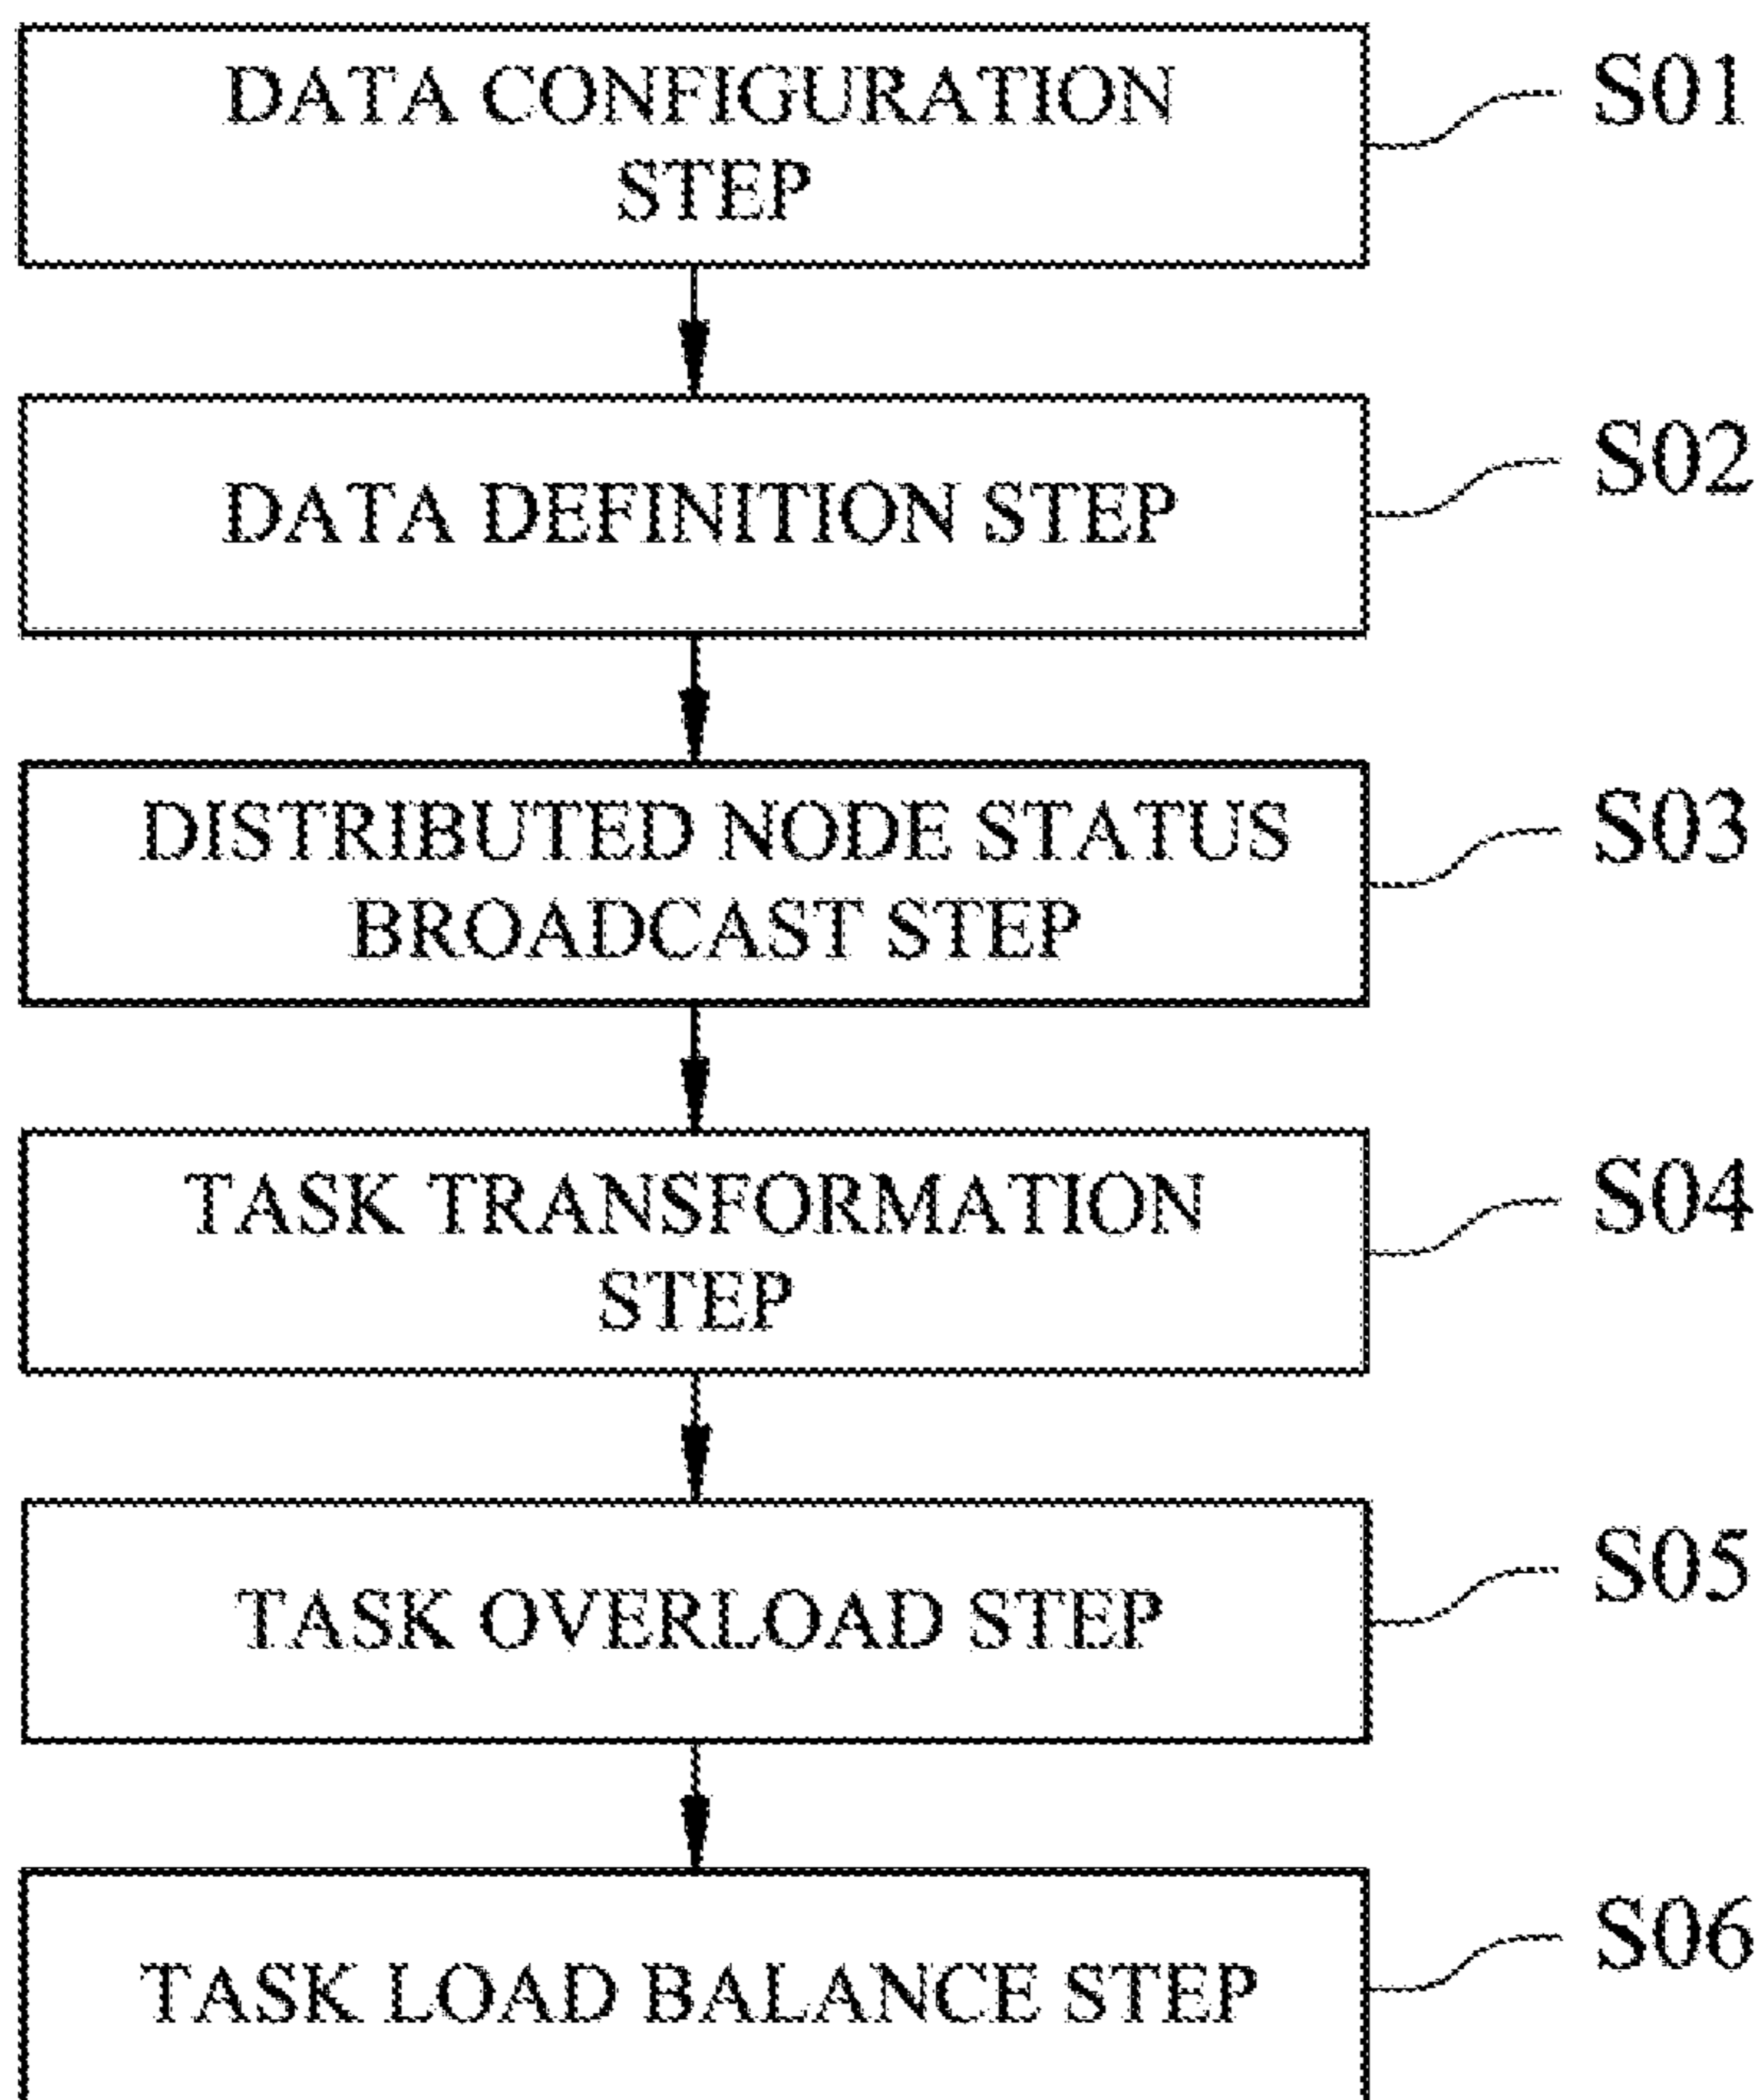 DATA CONFIGURATION
STEP
S01
DATA DEFINITION STEP
S02
DISTRIBUTED NODE STATUS
BROADCAST STEP
S03
TASK TRANSFORMATION
STEP
S04
TASK OVERLOAD STEP
S05
TASK LOAD BALANCE STEP
S06